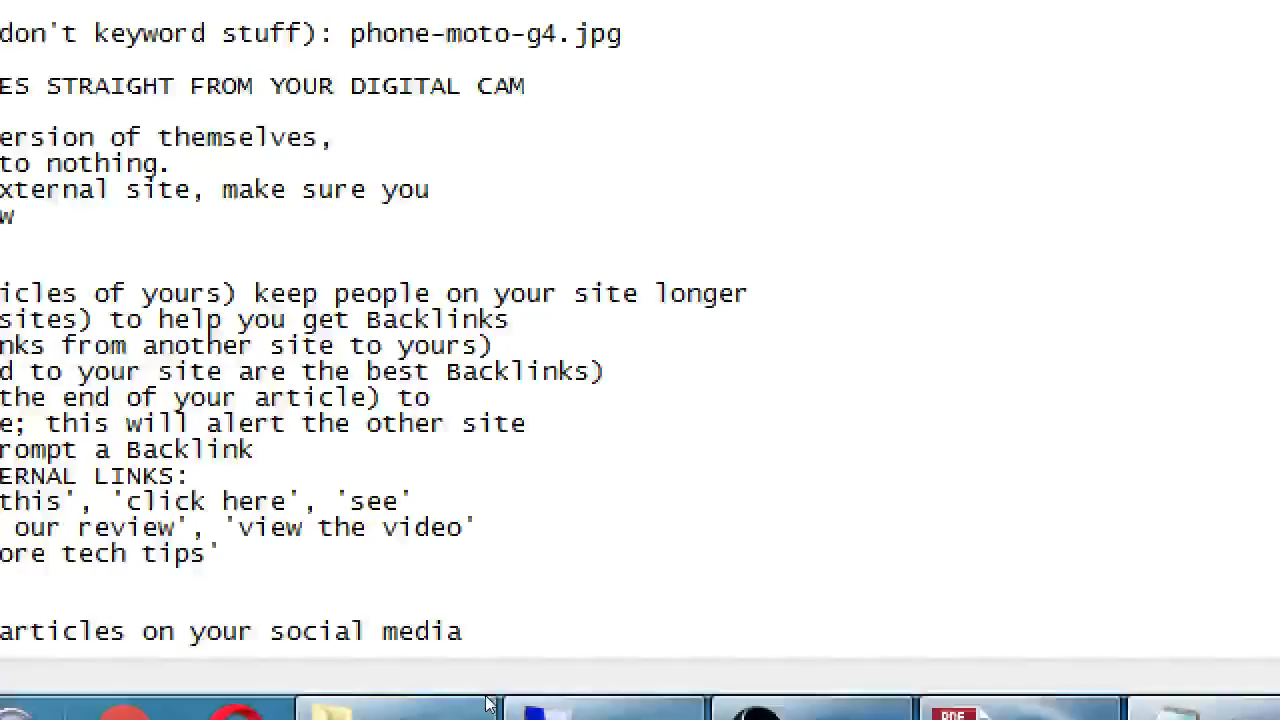 don't keyword stuff): phone-moto-g4.jpg
ES STRAIGHT FROM YOUR DIGITAL CAM
ersion of themselves,
to nothing.
xternal site, make sure you
w
icles of yours) keep people on your site longer
sites) to help you get Backlinks
nks from another site to yours)
d to your site are the best Backlinks)
the end of your article) to
e; this will alert the other site
rompt a Backlink
ERNAL LINKS:
this', 'click here', 'see'
our review', 'view the video'
ore tech tips'
articles on your social media
PDF